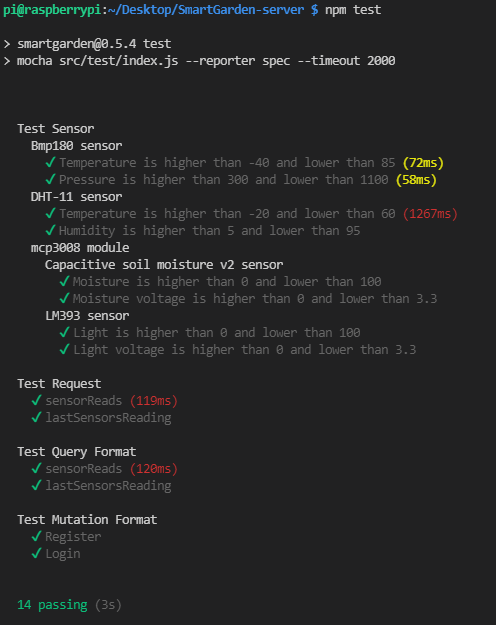 pi@raspberrypi:~/Desktop/SmartGarden-server $ npm test
> smartgarden@0.5.4 test
> mocha src/test/index.js --reporter spec --timeout 2000
Test Sensor
Bmp180 sensor
✓ Temperature is higher than -40 and lower than 85 (72ms)
✓ Pressure is higher than 300 and lower than 1100 (58ms)
DHT-11 sensor
✓ Temperature is higher than -20 and lower than 60 (1267ms)
✓ Humidity is higher than 5 and lower than 95
mcp3008 module
Capacitive soil moisture v2 sensor
✓ Moisture is higher than 0 and lower than 100
✓ Moisture voltage is higher than 0 and lower than 3.3
LM393 sensor
✓ Light is higher than 0 and lower than 100
✓ Light voltage is higher than 0 and lower than 3.3
Test Request
✓ sensorReads (119ms)
✓ lastSensorsReading
Test Query Format
✓ sensorReads (120ms)
✓ lastSensorsReading
Test Mutation Format
✓ Register
✓ Login
14 passing (3s)